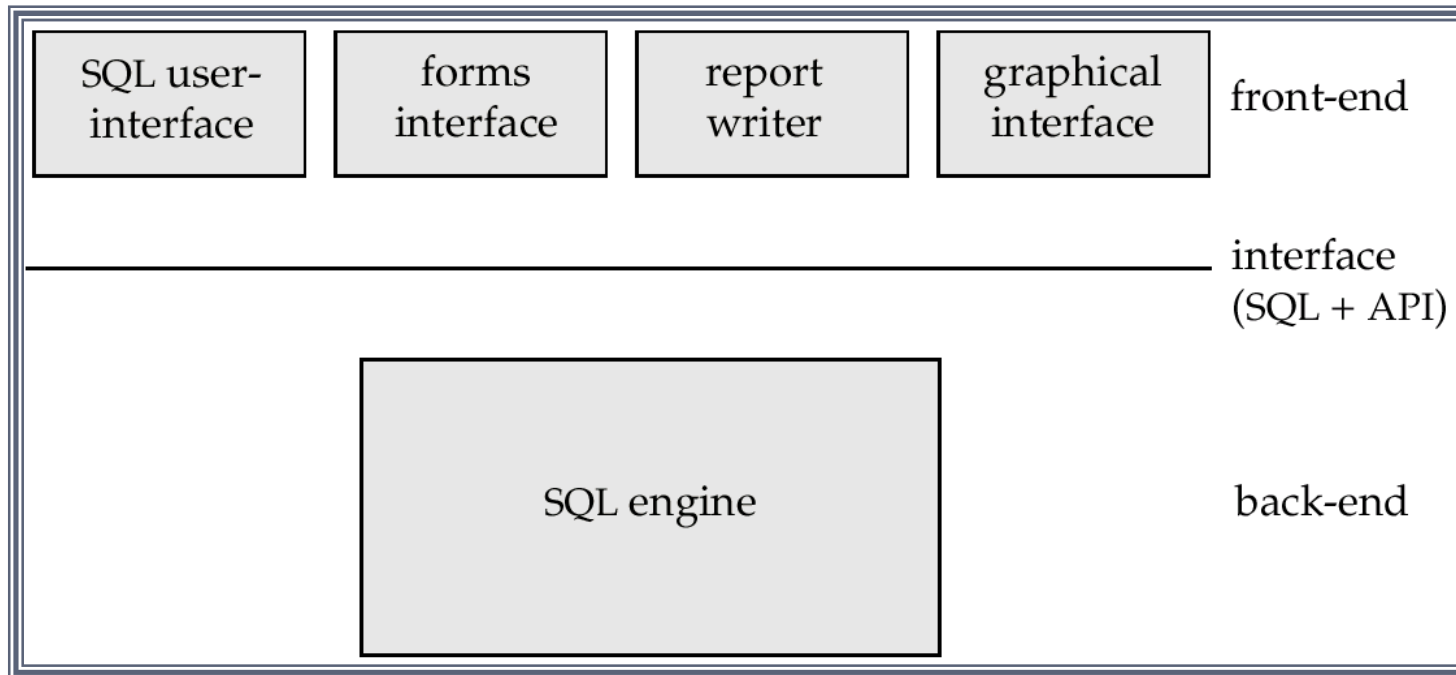 SQL user-
interface
forms
interface
report
writer
graphical
interface
front-end
interface
(SQL + API)
SQL engine
back-end